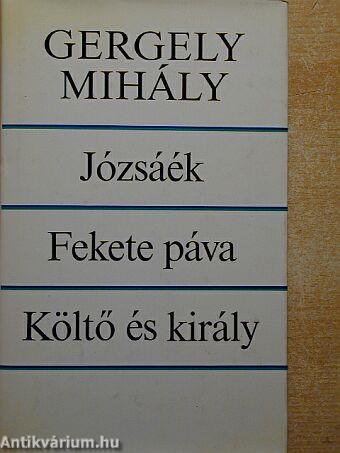 GERGELY
MIHÁLY
Józsáék
Fekete páva
Költő és király
Antikvárium.hu